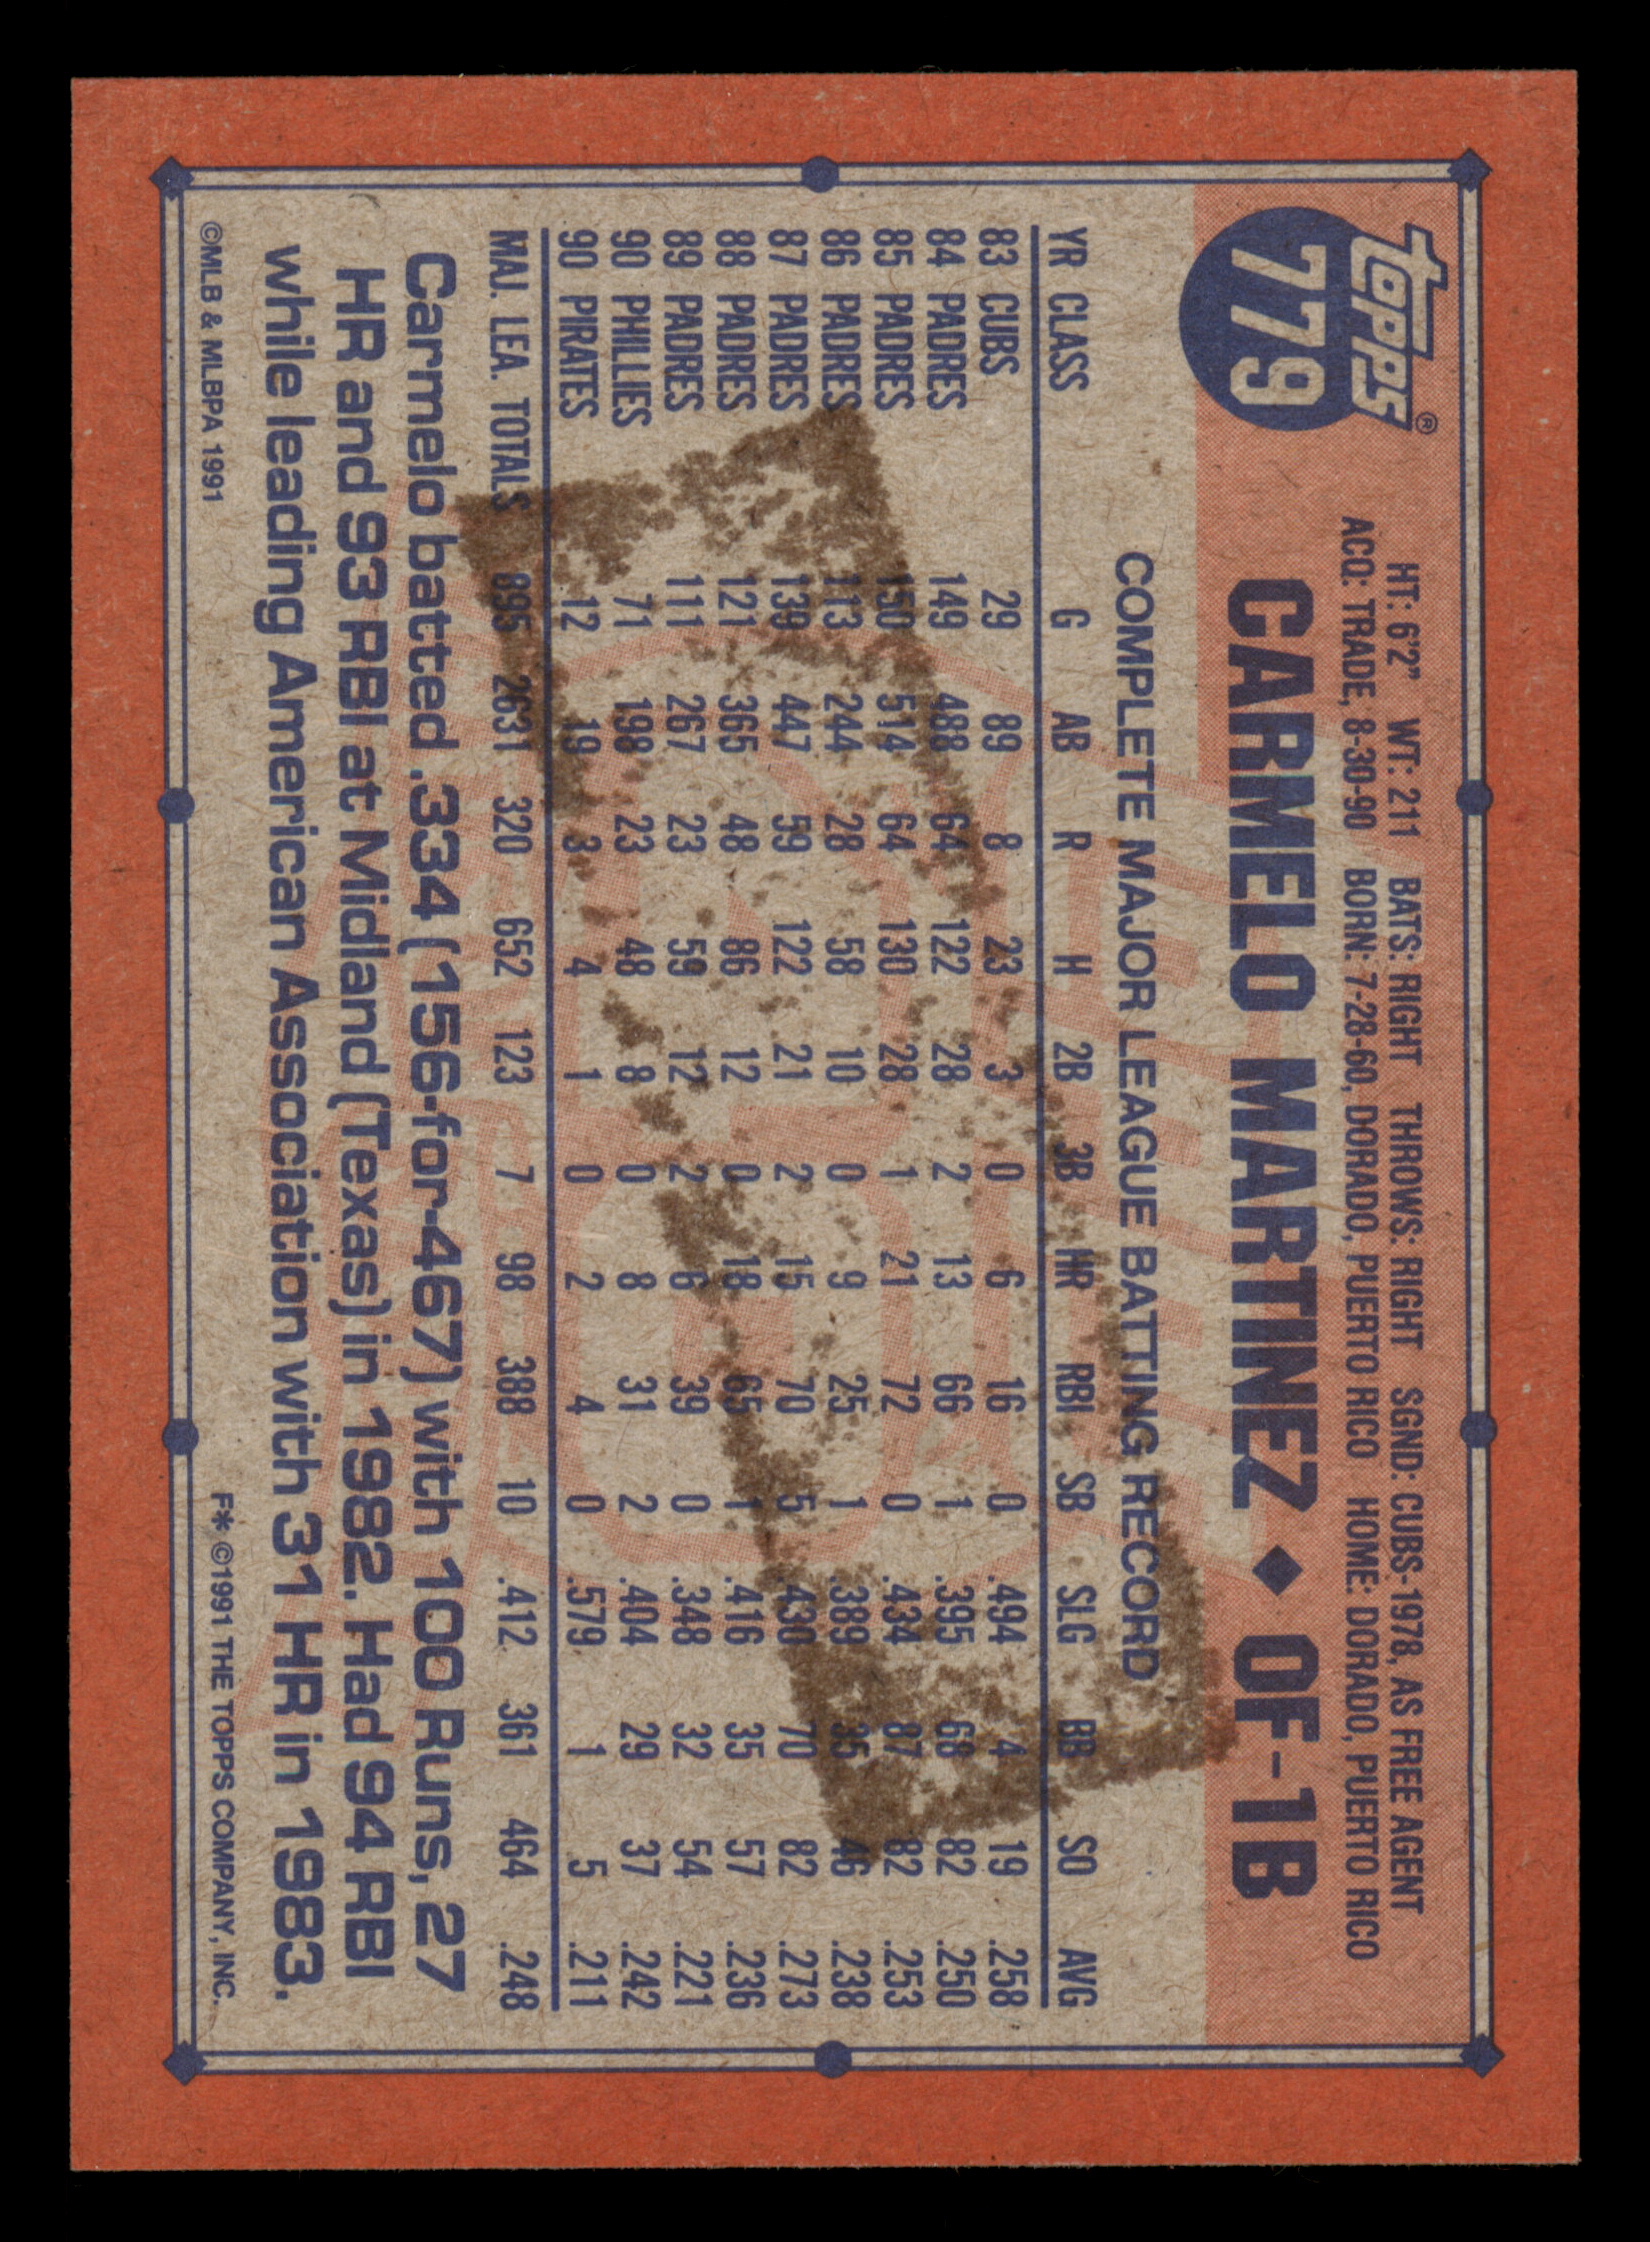 topps®
779
HT: 6'2" WT: 211 BATS: RIGHT THROWS: RIGHT SGND: CUBS-1978, AS FREE AGENT
ACQ: TRADE, 8-30-90 BORN: 7-28-60, DORADO, PUERTO RICO HOME: DORADO, PUERTO RICO
CARMELO MARTINEZ ◆ OF-1B
COMPLETE MAJOR LEAGUE BATTING RECORD
YR CLASS G AB R H 2B 3B HR RBI SB SLG BB SO AVG
83 CUBS 29 89 8 23 3 0 6 16 0 .494 4 19 .258
84 PADRES 149 488 64 122 28 2 13 66 1 .395 68 82 .250
85 PADRES 150 514 64 130 28 1 21 72 0 .434 87 82 .253
86 PADRES 113 244 28 58 10 0 9 25 1 .389 35 46 .238
87 PADRES 139 447 59 122 21 2 15 70 5 .430 70 82 .273
88 PADRES 121 365 48 86 12 0 18 65 1 .416 35 57 .236
89 PADRES 111 267 23 59 12 2 6 39 0 .348 32 54 .221
90 PHILLIES 71 198 23 48 8 0 8 31 2 .404 29 37 .242
90 PIRATES 12 19 3 4 1 0 2 4 0 .579 1 5 .211
MAJ. LEA. TOTALS 895 2631 320 652 123 7 98 388 10 .412 361 464 .248
Carmelo batted .334 (156-for-467) with 100 Runs, 27
HR and 93 RBI at Midland (Texas) in 1982. Had 94 RBI
while leading American Association with 31 HR in 1983.
©MLB & MLBPA 1991 F* ©1991 THE TOPPS COMPANY, INC.